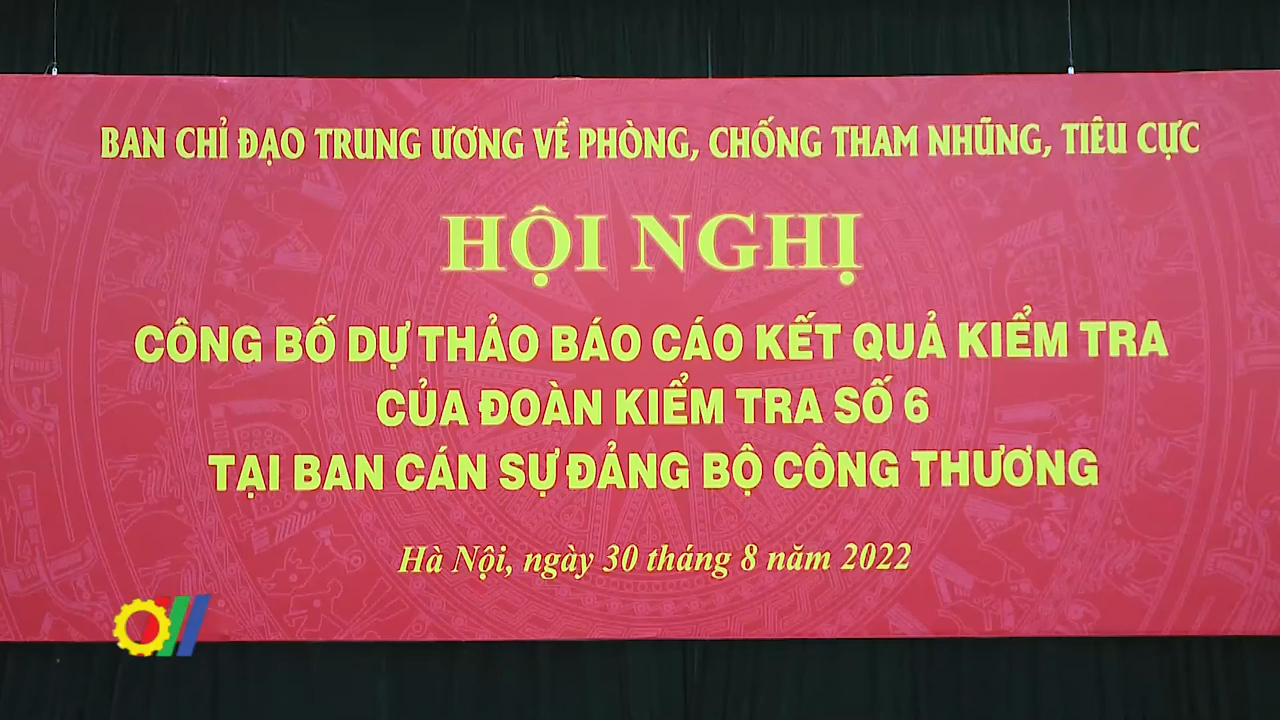 BAN CHỈ ĐẠO TRUNG ƯƠNG VỀ PHÒNG, CHỐNG THAM NHŨNG, TIÊU CỰC
HỘI NGHỊ
CÔNG BỐ DỰ THẢO BÁO CÁO KẾT QUẢ KIỂM TRA
CỦA ĐOÀN KIỂM TRA SỐ 6
TẠI BAN CÁN SỰ ĐẢNG BỘ CÔNG THƯƠNG
Hà Nội, ngày 30 tháng 8 năm 2022